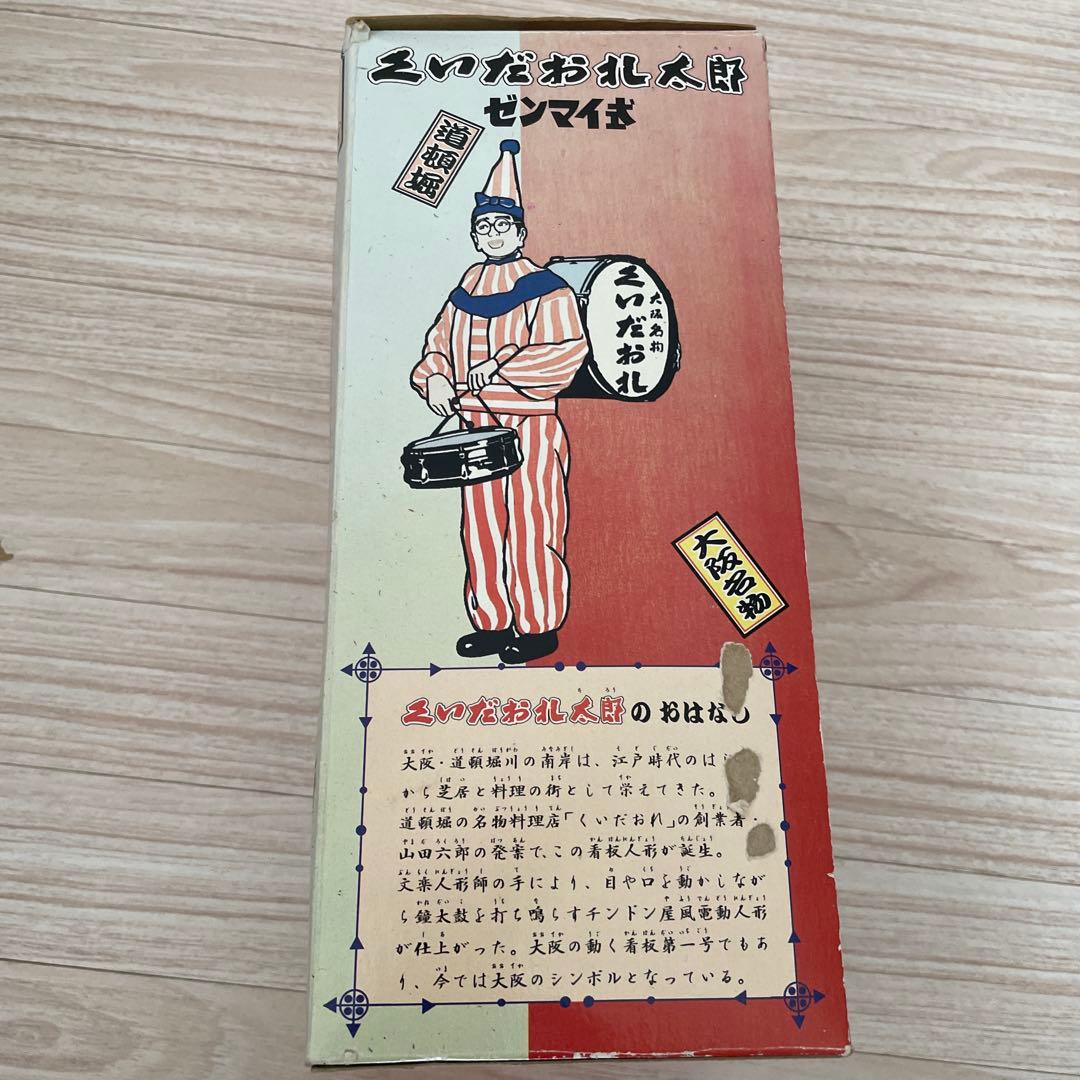 くいだおれ太郎
ゼンマイ式
道頓堀
大阪名物
くいだおれ
大阪名物
くいだおれ太郎のおはなし
大阪・道頓堀川の南岸は、江戸時代のは
から芝居と料理の街として栄えてきた。
道頓堀の名物料理店「くいだおれ」の創業者・
山田六郎の発案で、この看板人形が誕生。
文楽人形師の手により、目や口を動かしなが
ら鐘太鼓を打ち鳴らすチンドン屋風電動人形
が仕上がった。大阪の動く看板第一号でもあ
り、今では大阪のシンボルとなっている。